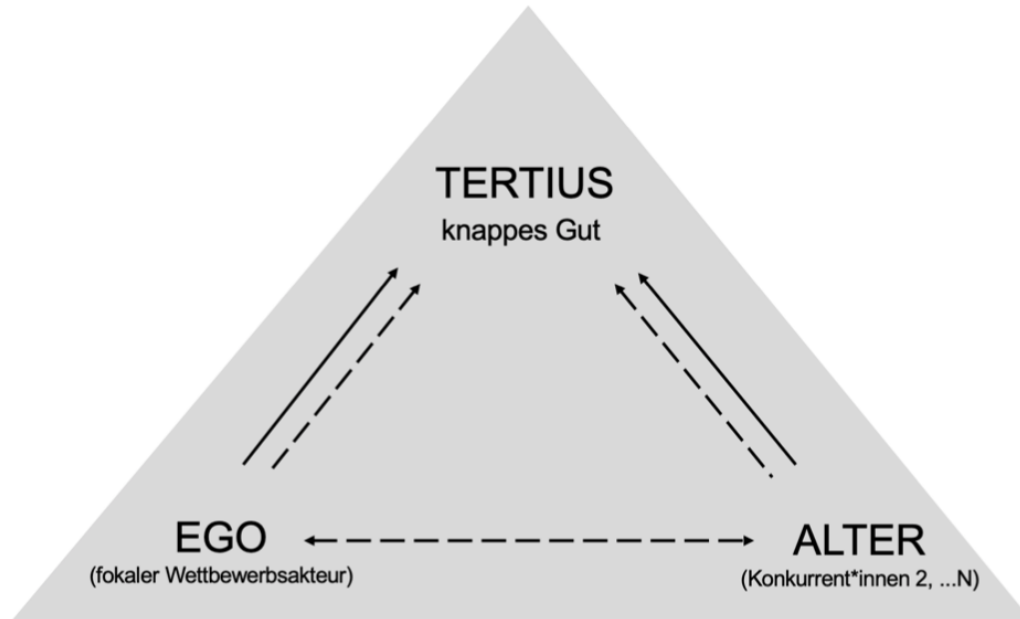 TERTIUS
knappes Gut
EGO
(fokaler Wettbewerbsakteur)
ALTER
(Konkurrent*innen 2, ...N)